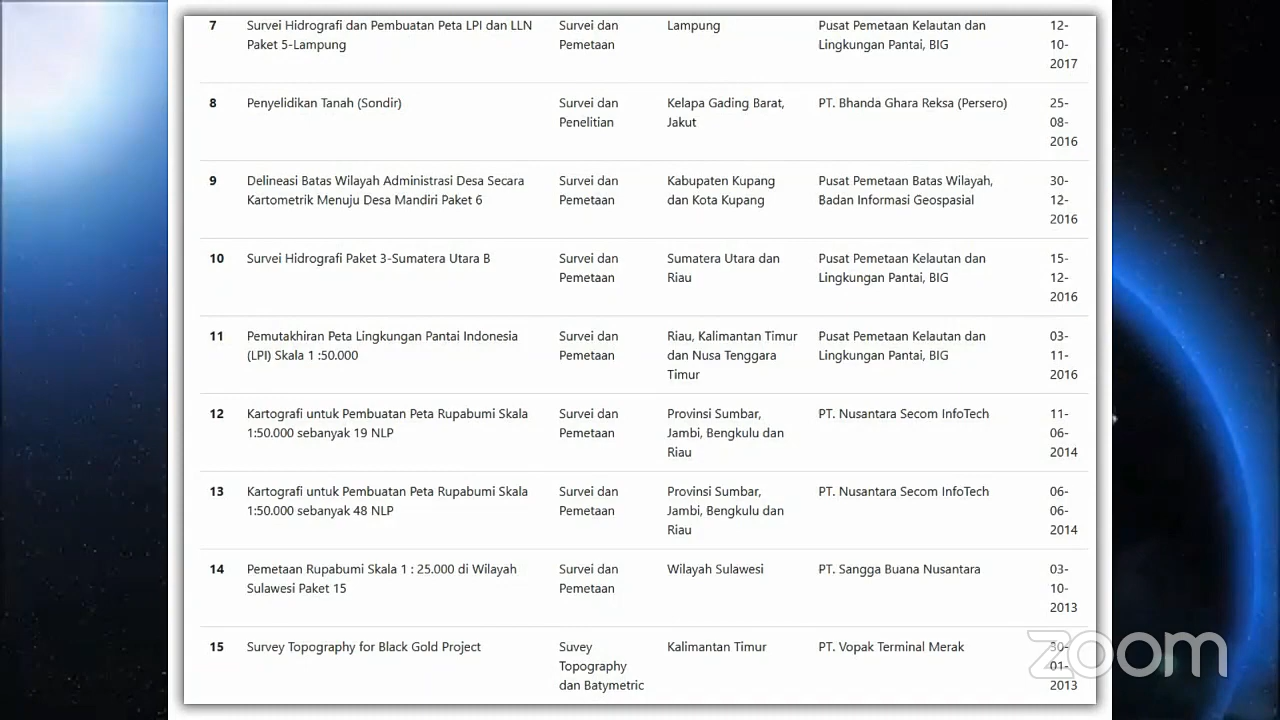 7 Survei Hidrografi dan Pembuatan Peta LPI dan LLN Survei dan Lampung Pusat Pemetaan Kelautan dan 12-
Paket 5-Lampung Pemetaan Lingkungan Pantai, BIG 10-
2017
8 Penyelidikan Tanah (Sondir) Survei dan Kelapa Gading Barat, PT. Bhanda Ghara Reksa (Persero) 25-
Penelitian Jakut 08-
2016
9 Delineasi Batas Wilayah Administrasi Desa Secara Survei dan Kabupaten Kupang Pusat Pemetaan Batas Wilayah, 30-
Kartometrik Menuju Desa Mandiri Paket 6 Pemetaan dan Kota Kupang Badan Informasi Geospasial 12-
2016
10 Survei Hidrografi Paket 3-Sumatera Utara B Survei dan Sumatera Utara dan Pusat Pemetaan Kelautan dan 15-
Pemetaan Riau Lingkungan Pantai, BIG 12-
2016
11 Pemutakhiran Peta Lingkungan Pantai Indonesia Survei dan Riau, Kalimantan Timur Pusat Pemetaan Kelautan dan 03-
(LPI) Skala 1 :50.000 Pemetaan dan Nusa Tenggara Lingkungan Pantai, BIG 11-
Timur 2016
12 Kartografi untuk Pembuatan Peta Rupabumi Skala Survei dan Provinsi Sumbar, PT. Nusantara Secom InfoTech 11-
1:50.000 sebanyak 19 NLP Pemetaan Jambi, Bengkulu dan 06-
Riau 2014
13 Kartografi untuk Pembuatan Peta Rupabumi Skala Survei dan Provinsi Sumbar, PT. Nusantara Secom InfoTech 06-
1:50.000 sebanyak 48 NLP Pemetaan Jambi, Bengkulu dan 06-
Riau 2014
14 Pemetaan Rupabumi Skala 1 : 25.000 di Wilayah Survei dan Wilayah Sulawesi PT. Sangga Buana Nusantara 03-
Sulawesi Paket 15 Pemetaan 10-
2013
15 Survey Topography for Black Gold Project Suvey Kalimantan Timur PT. Vopak Terminal Merak 30-
Topography 01-
dan Batymetric 2013
zoom